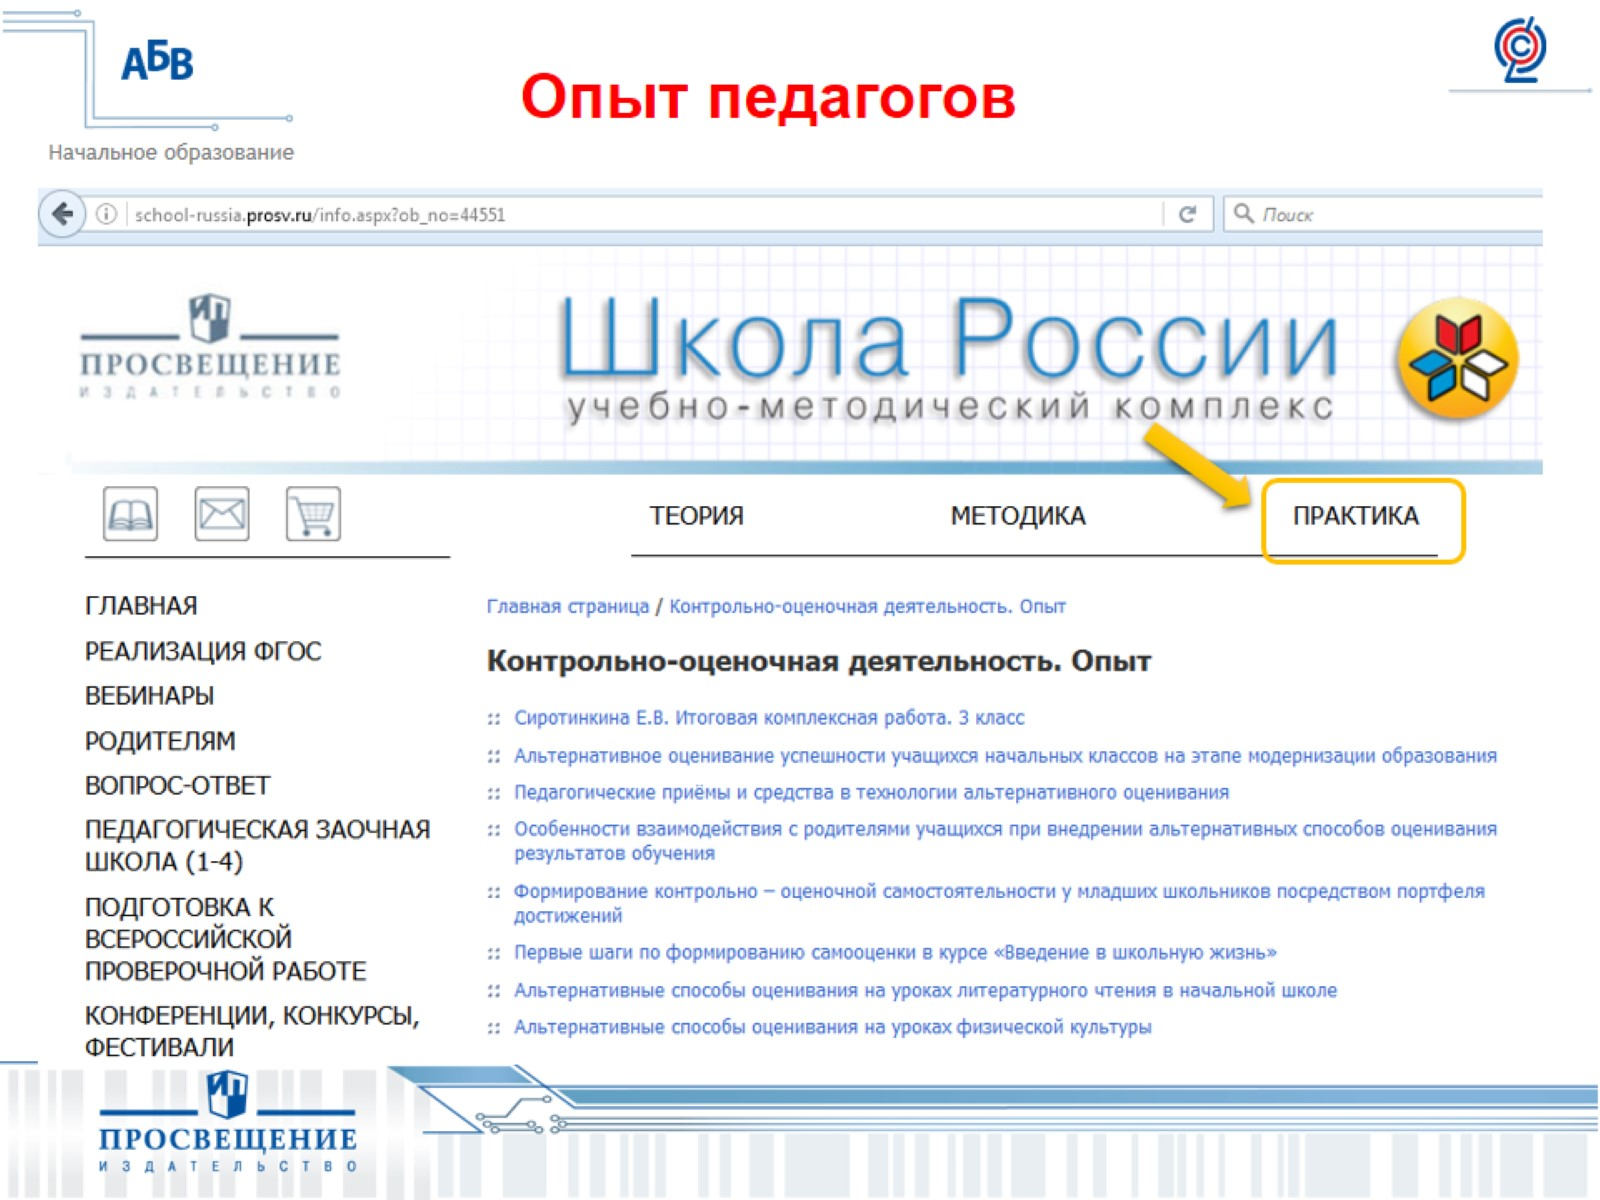 АБВ
Опыт педагогов
Начальное образование
school-russia.prosv.ru/info.aspx?ob_no=44551
Поиск
ИП
ПРОСВЕЩЕНИЕ
ИЗДАТЕЛЬСТВО
Школа России
учебно-методический комплекс
ТЕОРИЯ
МЕТОДИКА
ПРАКТИКА
ГЛАВНАЯ
РЕАЛИЗАЦИЯ ФГОС
ВЕБИНАРЫ
РОДИТЕЛЯМ
ВОПРОС-ОТВЕТ
ПЕДАГОГИЧЕСКАЯ ЗАОЧНАЯ
ШКОЛА (1-4)
ПОДГОТОВКА К
ВСЕРОССИЙСКОЙ
ПРОВЕРОЧНОЙ РАБОТЕ
КОНФЕРЕНЦИИ, КОНКУРСЫ,
ФЕСТИВАЛИ
Главная страница / Контрольно-оценочная деятельность. Опыт
Контрольно-оценочная деятельность. Опыт
:: Сиротинкина Е.В. Итоговая комплексная работа. 3 класс
:: Альтернативное оценивание успешности учащихся начальных классов на этапе модернизации образования
:: Педагогические приёмы и средства в технологии альтернативного оценивания
:: Особенности взаимодействия с родителями учащихся при внедрении альтернативных способов оценивания
результатов обучения
:: Формирование контрольно – оценочной самостоятельности у младших школьников посредством портфеля
достижений
:: Первые шаги по формированию самооценки в курсе «Введение в школьную жизнь»
:: Альтернативные способы оценивания на уроках литературного чтения в начальной школе
:: Альтернативные способы оценивания на уроках физической культуры
ИП
ПРОСВЕЩЕНИЕ
ИЗДАТЕЛЬСТВО